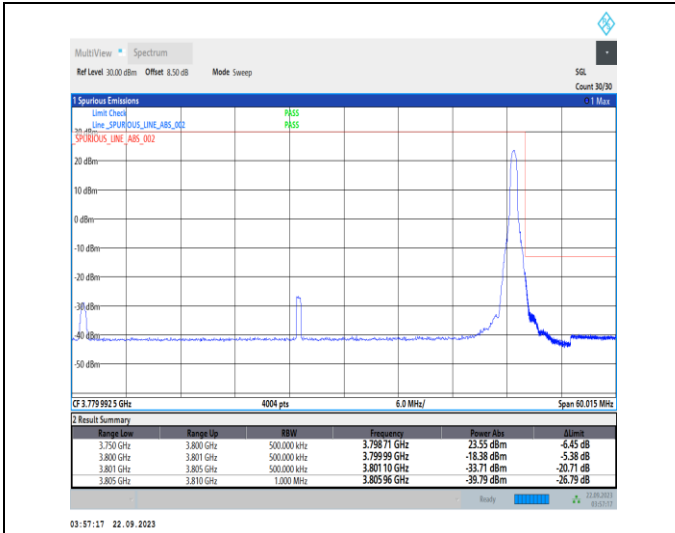 MultiView Spectrum
Ref Level 30.00 dBm Offset 8.50 dB Mode Sweep SGL
Count 30/30
1 Spurious Emissions 1 Max
Limit Check PASS
Line _SPURIOUS_LINE_ABS_002 PASS
30 dBm
_SPURIOUS_LINE_ABS_002
20 dBm
10 dBm
0 dBm
-10 dBm
-20 dBm
-30 dBm
-40 dBm
-50 dBm
CF 3.779 992 5 GHz 4004 pts 6.0 MHz/ Span 60.015 MHz
2 Result Summary
Range Low Range Up RBW Frequency Power Abs ΔLimit
3.750 GHz 3.800 GHz 500.000 kHz 3.798 71 GHz 23.55 dBm -6.45 dB
3.800 GHz 3.801 GHz 500.000 kHz 3.799 99 GHz -18.38 dBm -5.38 dB
3.801 GHz 3.805 GHz 500.000 kHz 3.801 10 GHz -33.71 dBm -20.71 dB
3.805 GHz 3.810 GHz 1.000 MHz 3.805 96 GHz -39.79 dBm -26.79 dB
Ready 22.09.2023
03:57:17
03:57:17 22.09.2023